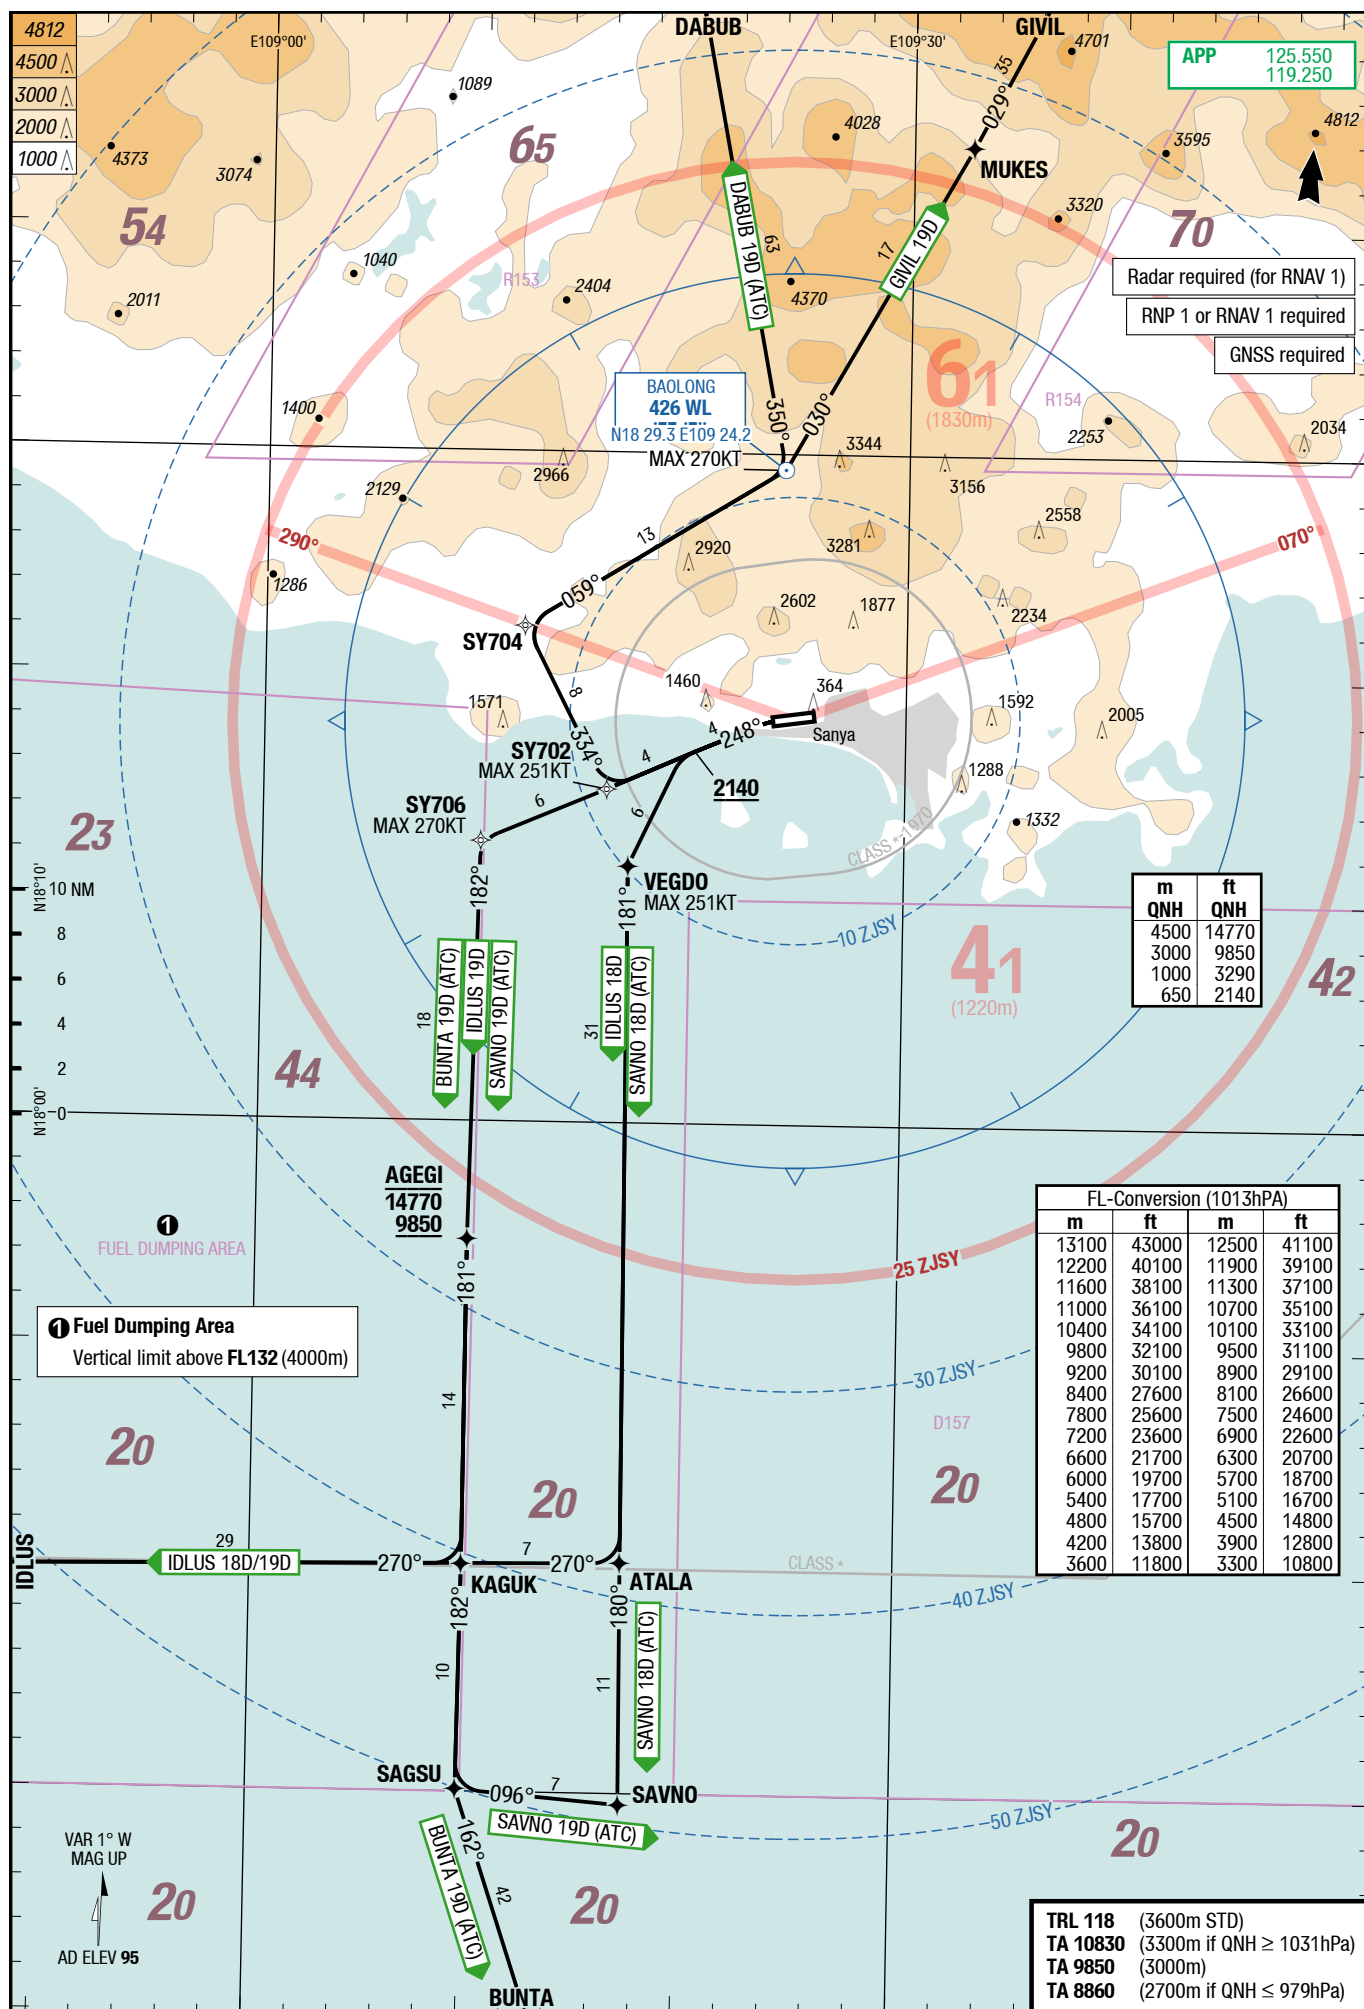 4812
4500
3000
2000
1000
E109°00'
DABUB
E109°30'
GIVIL
4701
APP 125.550
119.250
1089
4373
3074
65
4028
35
029°
3595
4812
MUKES
54
3320
70
1040
R153
2404
2011
DABUB 19D (ATC)
63
17
GIVIL 19D
4370
Radar required (for RNAV 1)
RNP 1 or RNAV 1 required
GNSS required
BAOLONG
426 WL
N18 29.3 E109 24.2
MAX 270KT
350°
030°
61
(1830m)
R154
1400
2253
2034
3344
2966
3156
2129
290°
13
2920
3281
2558
070°
1286
059°
2602
1877
2234
SY704
1460
364
1571
8
334°
4
248°
Sanya
1592
2005
SY702
MAX 251KT
4
2140
1288
SY706
MAX 270KT
6
6
1332
23
CLASS *-1970
N18°10'
10 NM
8
6
4
2
0
N18°00'
182°
VEGDO
MAX 251KT
181°
10 ZJSY
m ft
QNH QNH
4500 14770
3000 9850
1000 3290
650 2140
41
(1220m)
42
18
BUNTA 19D (ATC)
IDLUS 19D
SAVNO 19D (ATC)
31
IDLUS 18D
SAVNO 18D (ATC)
44
AGEGI
14770
9850
1
FUEL DUMPING AREA
181°
25 ZJSY
1 Fuel Dumping Area
Vertical limit above FL132 (4000m)
FL-Conversion (1013hPA)
m ft m ft
13100 43000 12500 41100
12200 40100 11900 39100
11600 38100 11300 37100
11000 36100 10700 35100
10400 34100 10100 33100
9800 32100 9500 31100
9200 30100 8900 29100
8400 27600 8100 26600
7800 25600 7500 24600
7200 23600 6900 22600
6600 21700 6300 20700
6000 19700 5700 18700
5400 17700 5100 16700
4800 15700 4500 14800
4200 13800 3900 12800
3600 11800 3300 10800
30 ZJSY
14
D157
20
20
20
IDLUS
29
IDLUS 18D/19D
270°
7
270°
CLASS *
KAGUK
ATALA
40 ZJSY
182°
180°
10
11
SAVNO 18D (ATC)
SAGSU
096°
7
SAVNO
SAVNO 19D (ATC)
50 ZJSY
162°
BUNTA 19D (ATC)
42
VAR 1° W
MAG UP
AD ELEV 95
20
20
20
BUNTA
TRL 118 (3600m STD)
TA 10830 (3300m if QNH ≥ 1031hPa)
TA 9850 (3000m)
TA 8860 (2700m if QNH ≤ 979hPa)